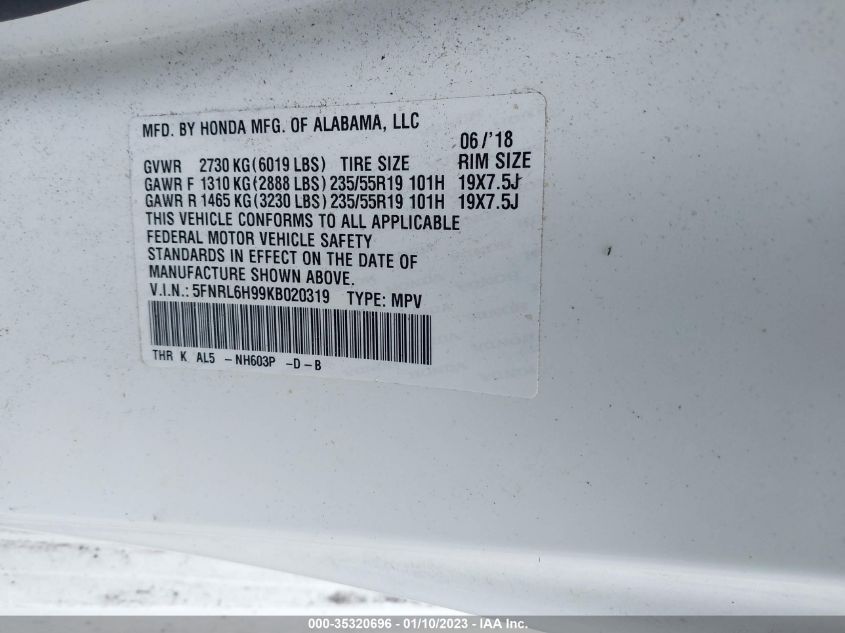 MFD. BY HONDA MFG. OF ALABAMA, LLC
06/'18
GVWR 2730 KG(6019 LBS) TIRE SIZE RIM SIZE
GAWR F 1310 KG(2888 LBS) 235/55R19 101H 19X7.5J
GAWR R 1465 KG(3230 LBS) 235/55R19 101H 19X7.5J
THIS VEHICLE CONFORMS TO ALL APPLICABLE
FEDERAL MOTOR VEHICLE SAFETY
STANDARDS IN EFFECT ON THE DATE OF
MANUFACTURE SHOWN ABOVE.
V.I.N.: 5FNRL6H99KB020319 TYPE: MPV
THR K AL5 - NH603P - D - B
000-35320696 - 01/10/2023 - IAA Inc.